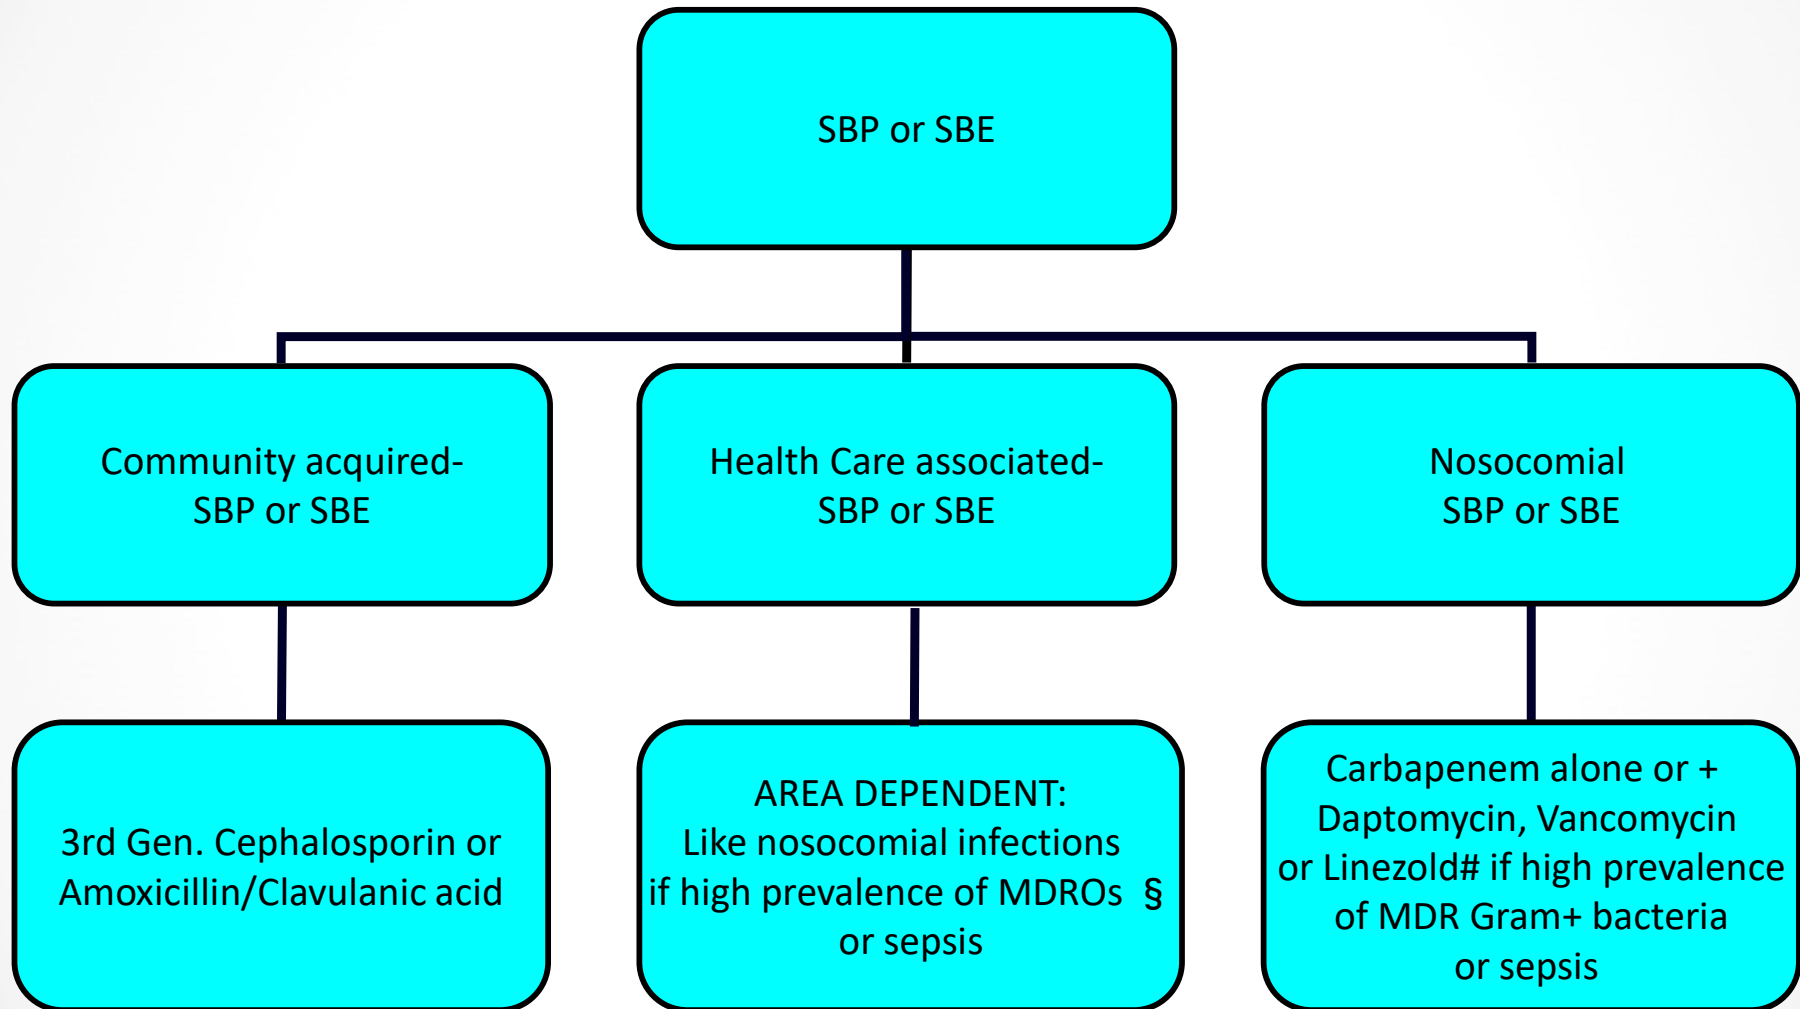 SBP or SBE
Community acquired-
SBP or SBE
Health Care associated-
SBP or SBE
Nosocomial
SBP or SBE
3rd Gen. Cephalosporin or
Amoxicillin/Clavulanic acid
AREA DEPENDENT:
Like nosocomial infections
if high prevalence of MDROs §
or sepsis
Carbapenem alone or +
Daptomycin, Vancomycin
or Linezold# if high prevalence
of MDR Gram+ bacteria
or sepsis